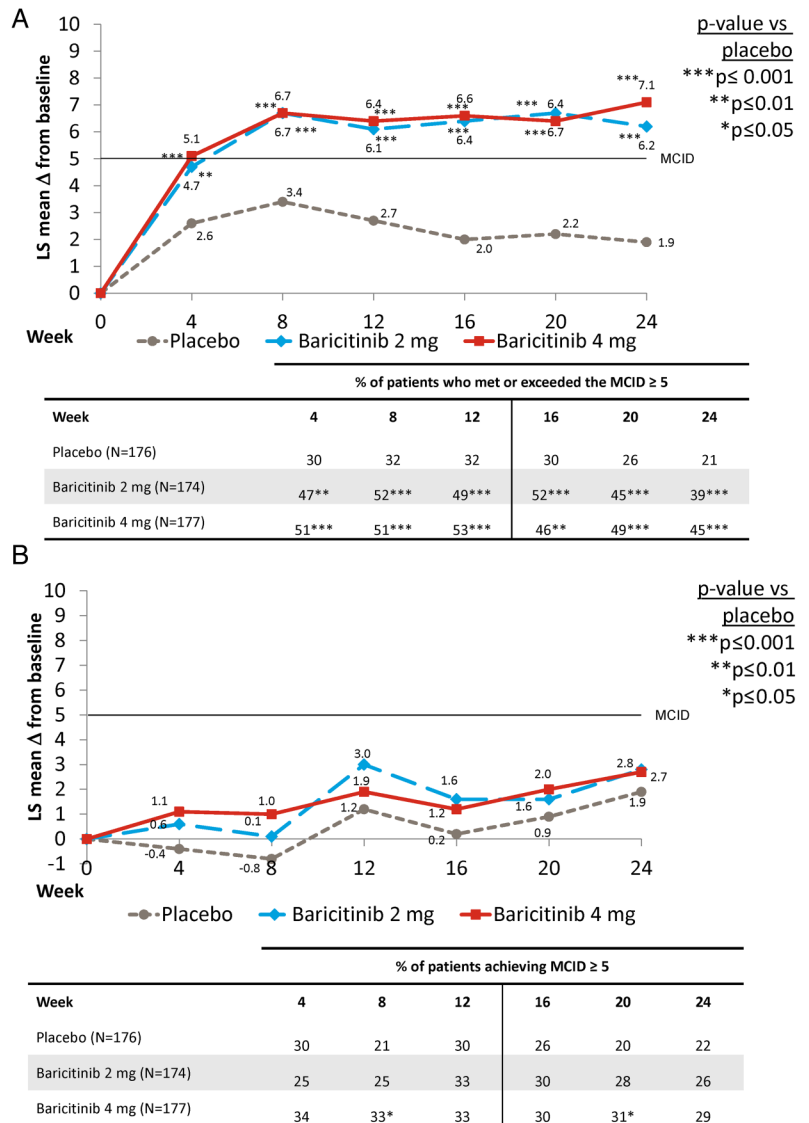 A
p-value vs
placebo
***p≤ 0.001
**p≤0.01
*p≤0.05
LS mean Δ from baseline
10
9
8
7
6
5
4
3
2
1
0
*** 5.1
4.7 **
2.6
*** 6.7
6.7 ***
3.4
6.4 ***
6.1 ***
2.7
6.6 ***
*** 6.4
2.0
*** 6.4
*** 6.7
2.2
*** 7.1
*** 6.2
1.9
MCID
0 4 8 12 16 20 24
Week
Placebo Baricitinib 2 mg Baricitinib 4 mg
% of patients who met or exceeded the MCID ≥ 5
Week 4 8 12 16 20 24
Placebo (N=176) 30 32 32 30 26 21
Baricitinib 2 mg (N=174) 47** 52*** 49*** 52*** 45*** 39***
Baricitinib 4 mg (N=177) 51*** 51*** 53*** 46** 49*** 45***
B
p-value vs
placebo
***p≤0.001
**p≤0.01
*p≤0.05
LS mean Δ from baseline
10
9
8
7
6
5
4
3
2
1
0
-1
1.1
0.6
-0.4
1.0
0.1
-0.8
3.0
1.9
1.2
1.6
1.2
0.2
2.0
1.6
0.9
2.8
2.7
1.9
MCID
0 4 8 12 16 20 24
Week
Placebo Baricitinib 2 mg Baricitinib 4 mg
% of patients achieving MCID ≥ 5
Week 4 8 12 16 20 24
Placebo (N=176) 30 21 30 26 20 22
Baricitinib 2 mg (N=174) 25 25 33 30 28 26
Baricitinib 4 mg (N=177) 34 33* 33 30 31* 29